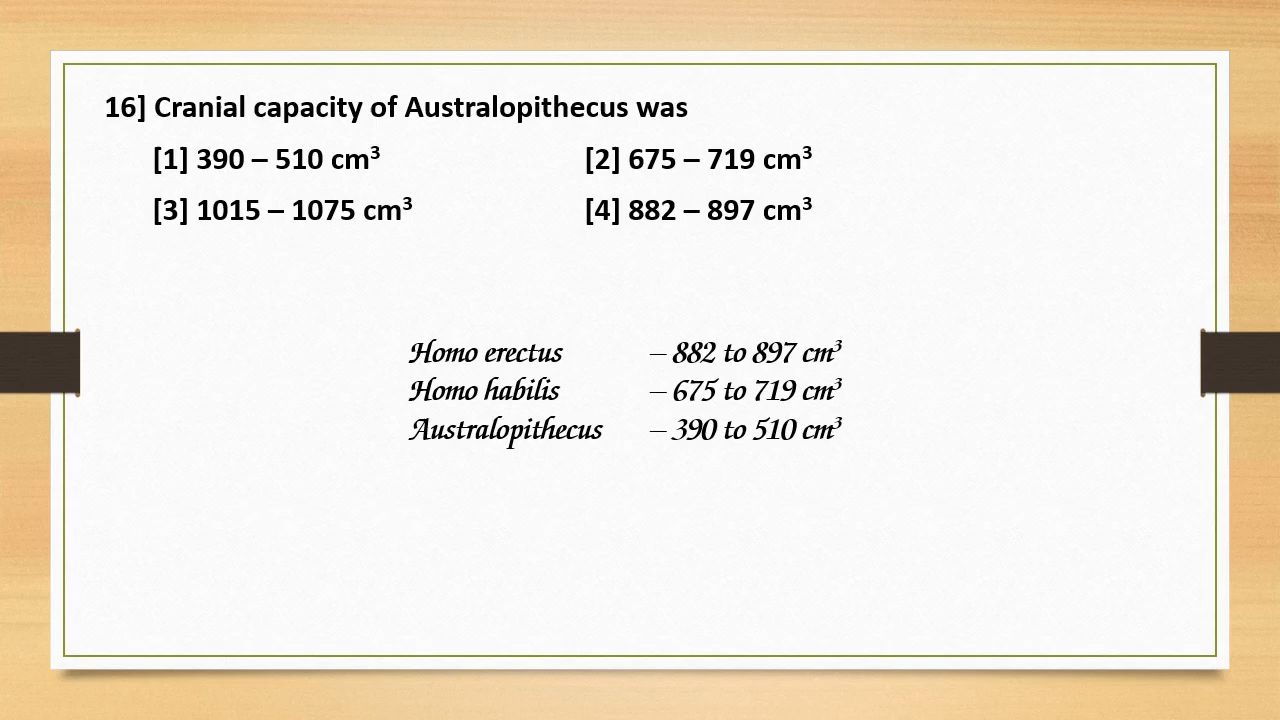 16] Cranial capacity of Australopithecus was
[1] 390 – 510 cm³ [2] 675 – 719 cm³
[3] 1015 – 1075 cm³ [4] 882 – 897 cm³
Homo erectus – 882 to 897 cm³
Homo habilis – 675 to 719 cm³
Australopithecus – 390 to 510 cm³